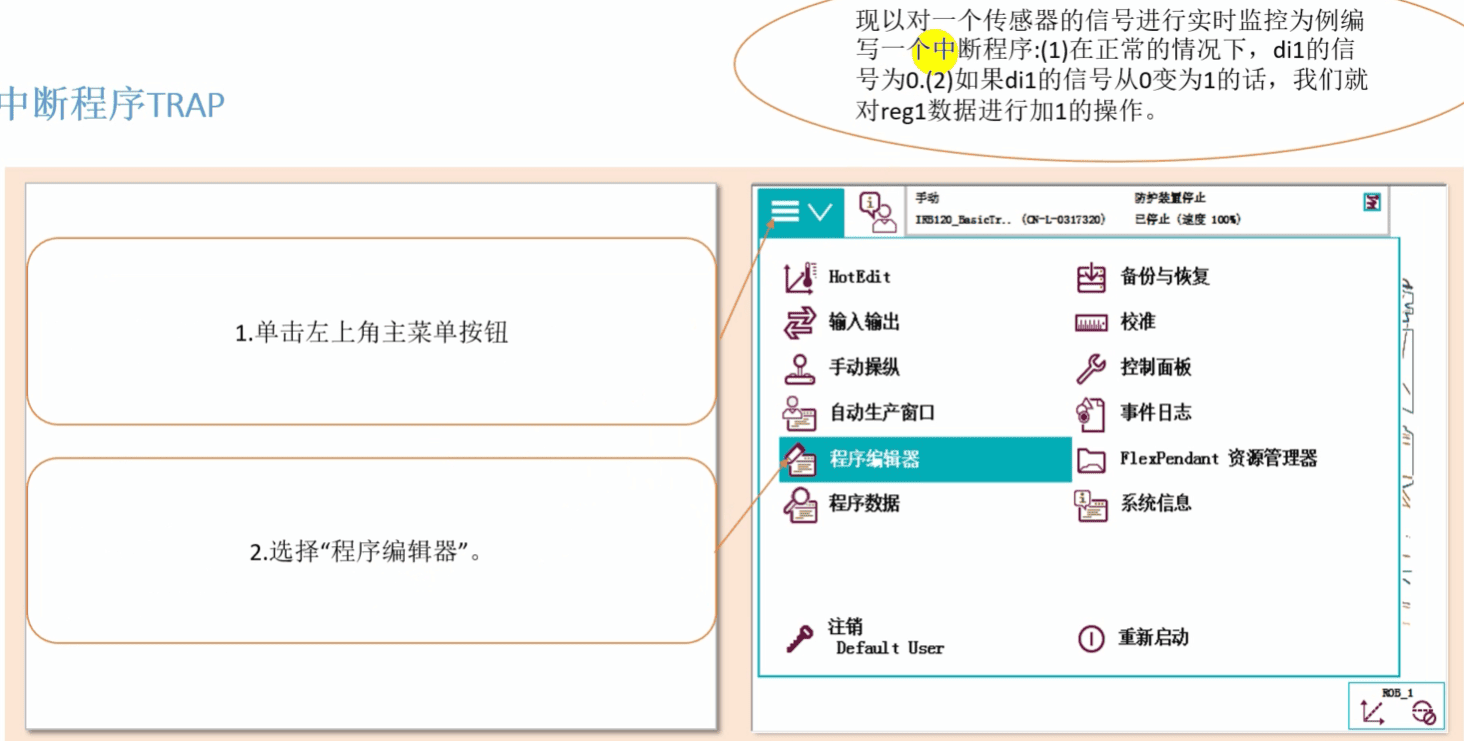 现以对一个传感器的信号进行实时监控为例编
写一个中断程序:(1)在正常的情况下，di1的信
号为0.(2)如果di1的信号从0变为1的话，我们就
对reg1数据进行加1的操作。
中断程序TRAP
1.单击左上角主菜单按钮
2.选择“程序编辑器”。
手动
防护装置停止
IRB120_BasicTr.. (CN-L-0317320)
已停止 (速度 100%)
HotEdit
备份与恢复
输入输出
校准
手动操纵
控制面板
自动生产窗口
事件日志
程序编辑器
FlexPendant 资源管理器
程序数据
系统信息
注销
Default User
重新启动
ROB_1